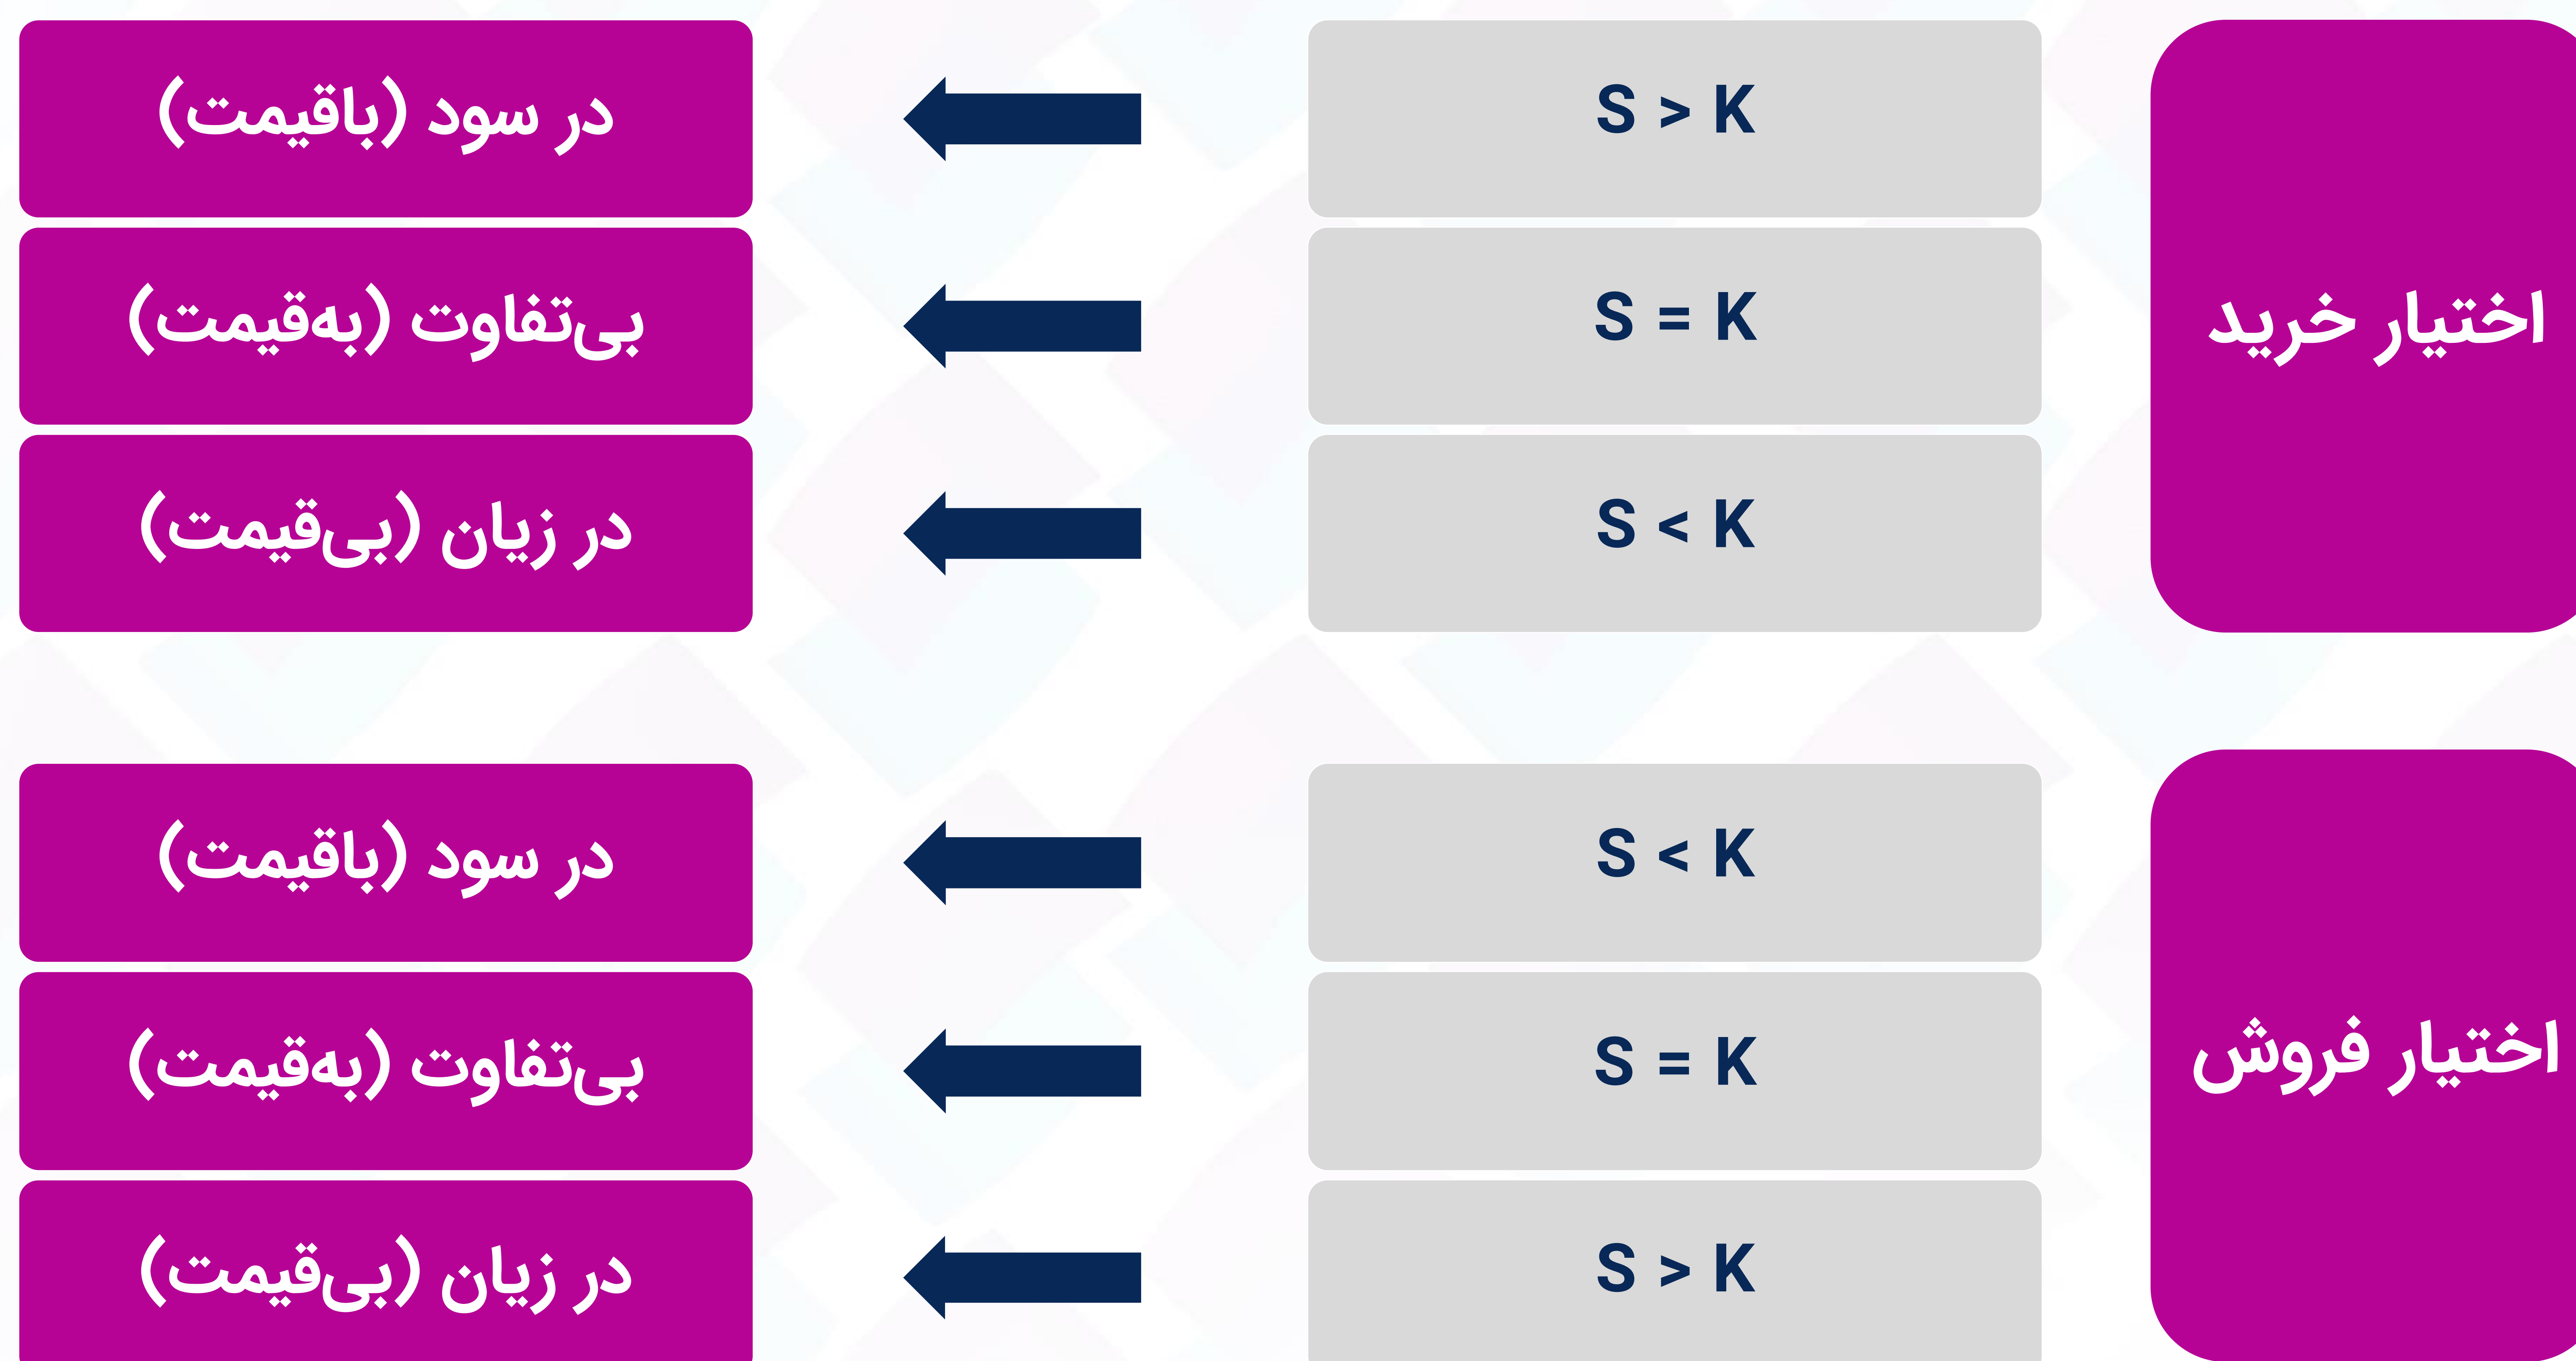 اختیار خرید
S > K
در سود (باقیمت)
S = K
بی‌تفاوت (به‌قیمت)
S < K
در زیان (بی‌قیمت)
اختیار فروش
S < K
در سود (باقیمت)
S = K
بی‌تفاوت (به‌قیمت)
S > K
در زیان (بی‌قیمت)